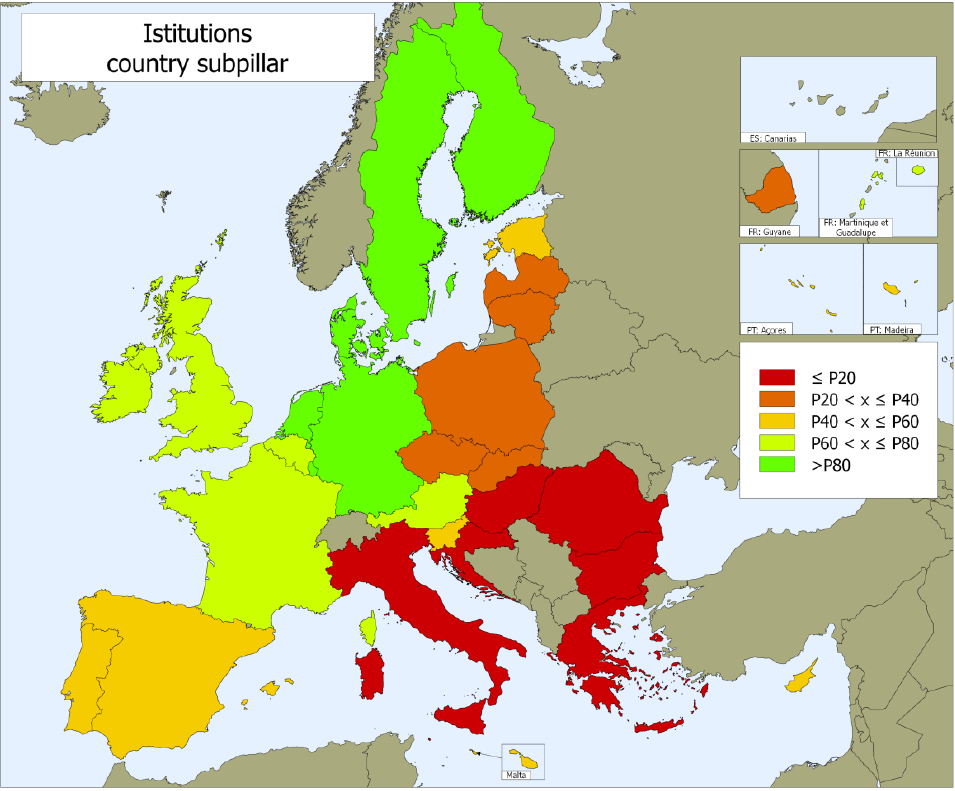 Istitutions
country subpillar
ES: Canarias
FR: La Réunion
FR: Guyane
FR: Martinique et
Guadalupe
PT: Açores
PT: Madeira
≤ P20
P20 < x ≤ P40
P40 < x ≤ P60
P60 < x ≤ P80
>P80
Malta